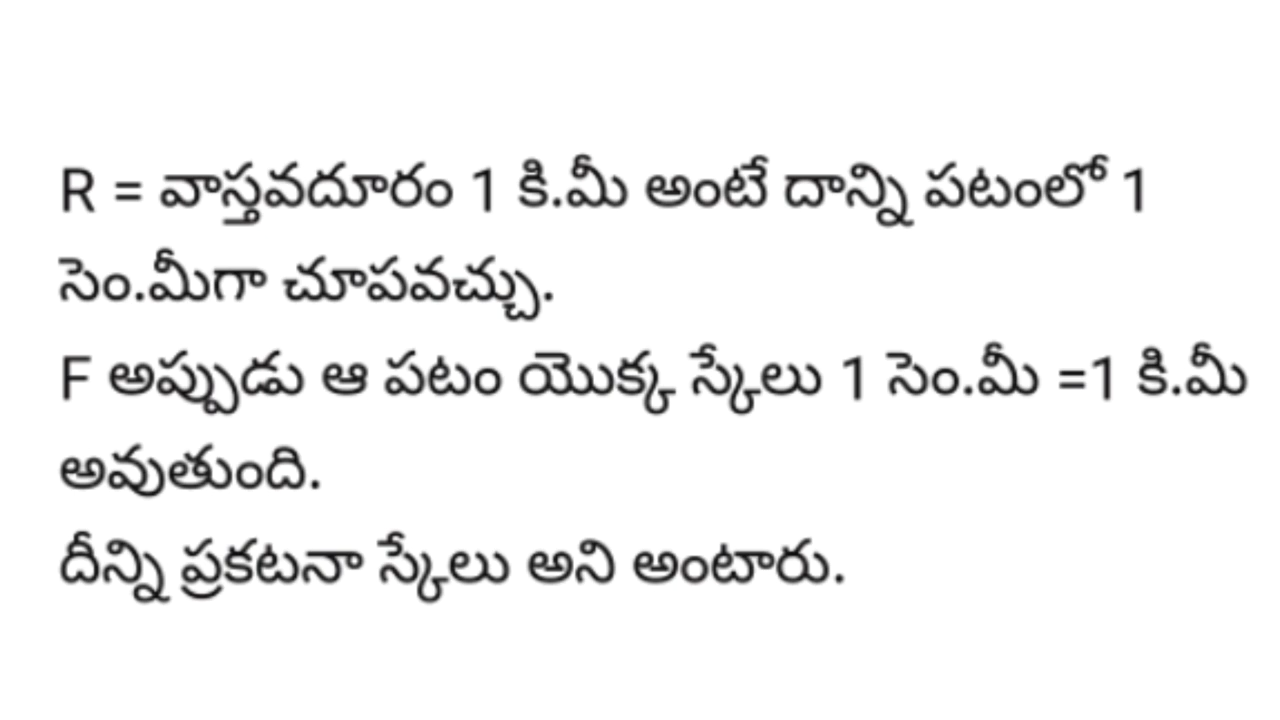 R = వాస్తవదూరం 1 కి.మీ అంటే దాన్ని పటంలో 1
సెం.మీగా చూపవచ్చు.
F అప్పుడు ఆ పటం యొక్క స్కేలు 1 సెం.మీ =1 కి.మీ
అవుతుంది.
దీన్ని ప్రకటనా స్కేలు అని అంటారు.